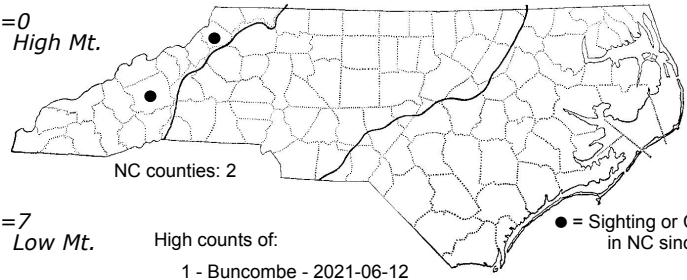 =0
High Mt.
NC counties: 2
=7
Low Mt.
High counts of:
● = Sighting or
in NC
1 - Buncombe - 2021-06-12